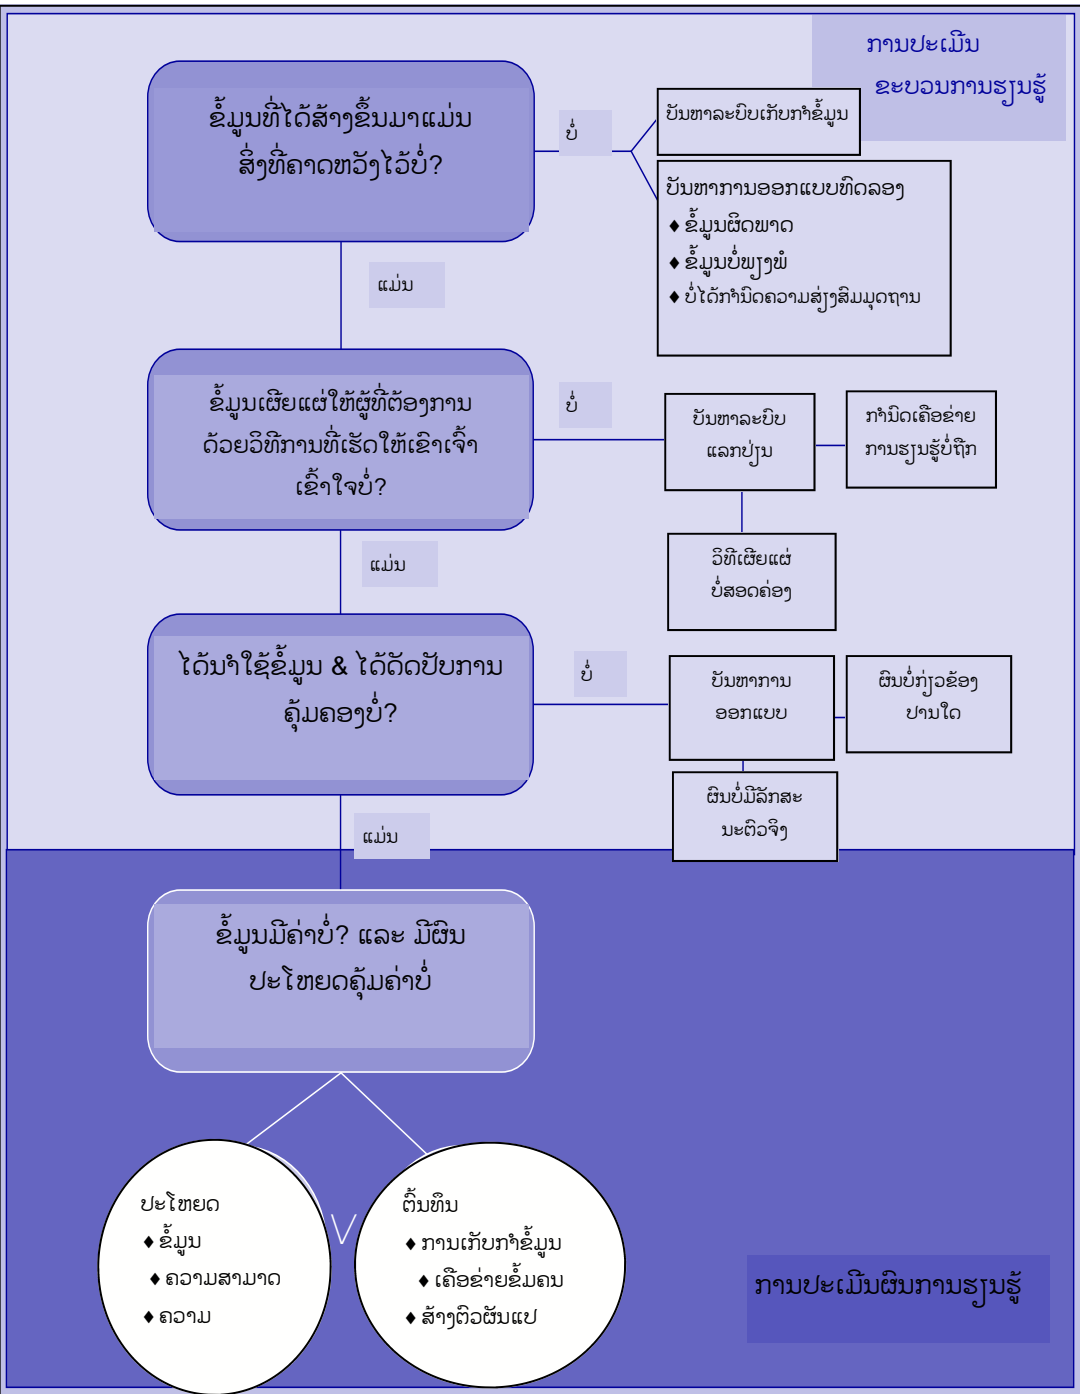 ການປະເມີນ
ຂະບວນການຮຽນຮູ້
ຂໍ້ມູນທີ່ໄດ້ສ້າງຂຶ້ນມາແມ່ນ
ສິ່ງທີ່ຄາດຫວັງໄວ້ບໍ່?
ບໍ່
ບັນຫາລະບົບເກັບກຳຂໍ້ມູນ
ບັນຫາການອອກແບບທົດລອງ
♦ ຂໍ້ມູນຜິດພາດ
♦ ຂໍ້ມູນບໍ່ພຽງພໍ
♦ ບໍ່ໄດ້ກຳນົດຄວາມສ່ຽງສົມມຸດຖານ
ແມ່ນ
ຂໍ້ມູນເຜີຍແຜ່ໃຫ້ຜູ້ທີ່ຕ້ອງການ
ດ້ວຍວິທີການທີ່ເຮັດໃຫ້ເຂົາເຈົ້າ
ເຂົ້າໃຈບໍ່?
ບໍ່
ບັນຫາລະບົບ
ແລກປ່ຽນ
ກຳນົດເຄືອຂ່າຍ
ການຮຽນຮູ້ບໍ່ຖືກ
ວິທີເຜີຍແຜ່
ບໍ່ສອດຄ່ອງ
ແມ່ນ
ໄດ້ນຳໃຊ້ຂໍ້ມູນ & ໄດ້ດັດປັບການ
ຄຸ້ມຄອງບໍ່?
ບໍ່
ບັນຫາການ
ອອກແບບ
ຜົນບໍ່ກ່ຽວຂ້ອງ
ປານໃດ
ຜົນບໍ່ມີລັກສະ
ນະຕົວຈິງ
ແມ່ນ
ຂໍ້ມູນມີຄ່າບໍ່? ແລະ ມີຜົນ
ປະໂຫຍດຄຸ້ມຄ່າບໍ່
ປະໂຫຍດ
♦ ຂໍ້ມູນ
♦ ຄວາມສາມາດ
♦ ຄວາມ
ຕົ້ນທຶນ
♦ ການເກັບກຳຂໍ້ມູນ
♦ ເຄືອຂ່າຍຂໍ້ມຄນ
♦ ສ້າງຕົວຜັນແປ
ການປະເມີນຜົນການຮຽນຮູ້